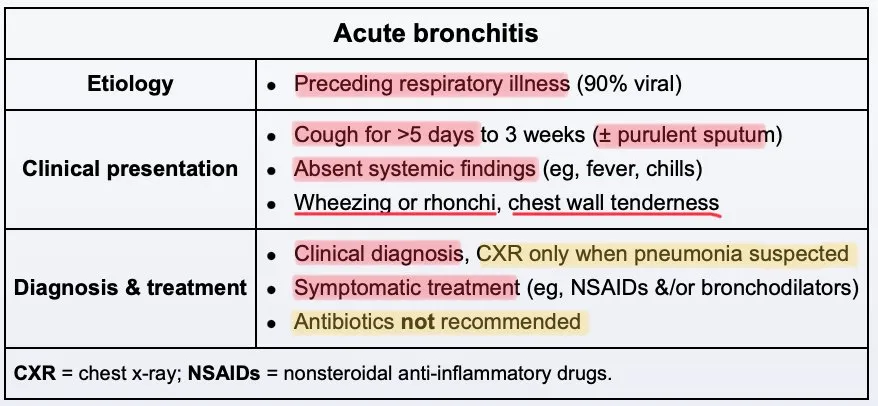 Acute bronchitis
Etiology
• Preceding respiratory illness (90% viral)
Clinical presentation
• Cough for >5 days to 3 weeks (± purulent sputum)
• Absent systemic findings (eg, fever, chills)
• Wheezing or rhonchi, chest wall tenderness
Diagnosis & treatment
• Clinical diagnosis, CXR only when pneumonia suspected
• Symptomatic treatment (eg, NSAIDs &/or bronchodilators)
• Antibiotics not recommended
CXR = chest x-ray; NSAIDs = nonsteroidal anti-inflammatory drugs.